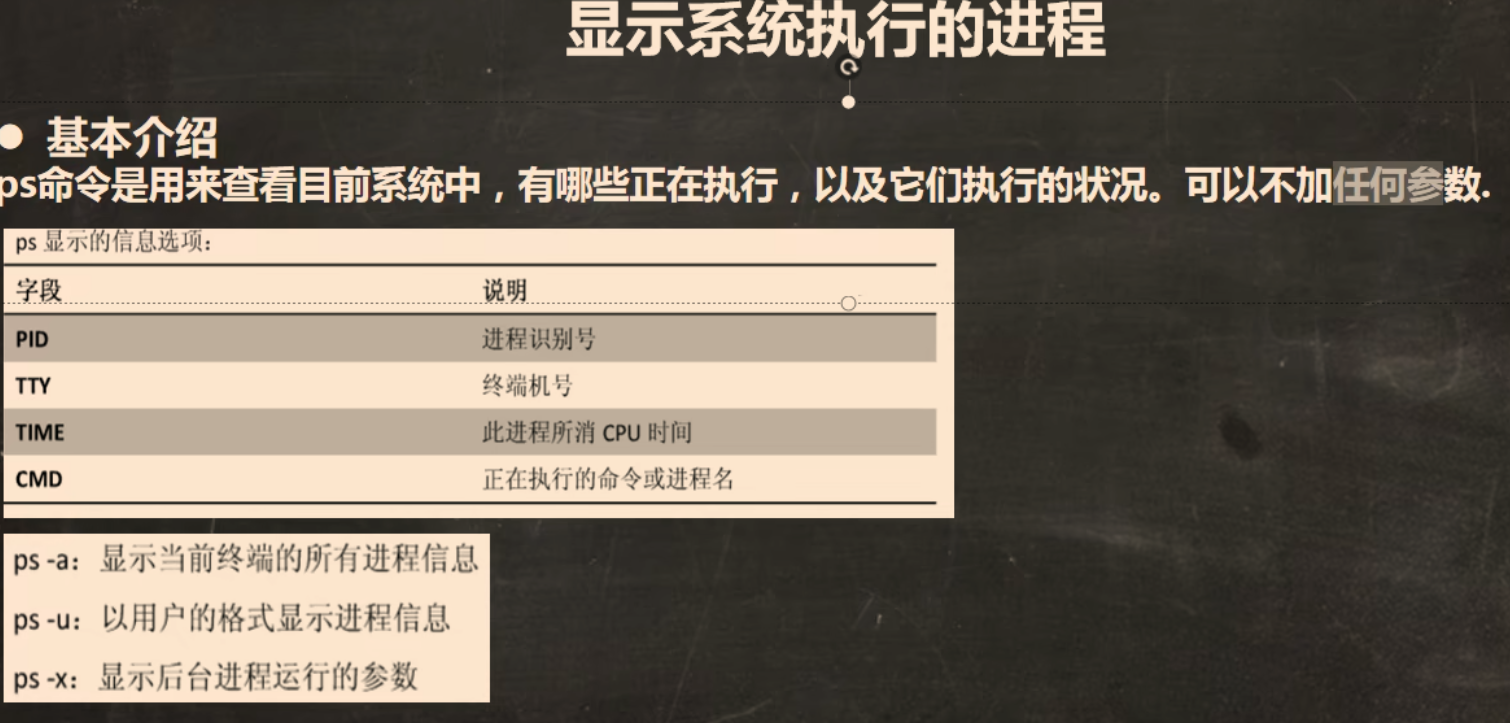 显示系统执行的进程
基本介绍
ps命令是用来查看目前系统中，有哪些正在执行，以及它们执行的状况。可以不加任何参数.
ps 显示的信息选项：
字段 说明
PID 进程识别号
TTY 终端机号
TIME 此进程所消 CPU 时间
CMD 正在执行的命令或进程名
ps -a：显示当前终端的所有进程信息
ps -u：以用户的格式显示进程信息
ps -x：显示后台进程运行的参数